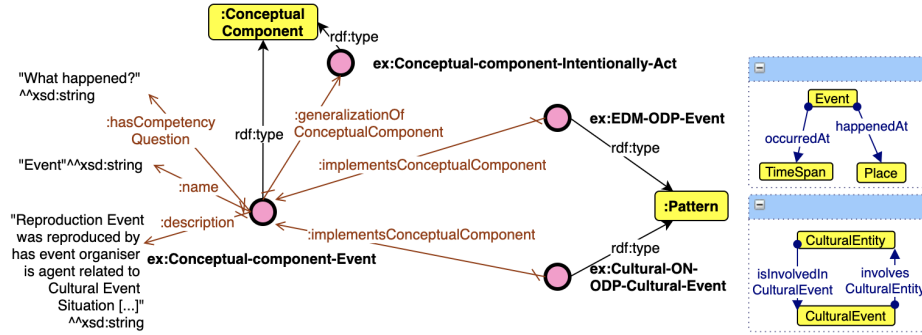 :Conceptual
Component
rdf:type
ex:Conceptual-component-Intentionally-Act
"What happened?"
^^xsd:string
:hasCompetency
Question
rdf:type
:generalizationOf
ConceptualComponent
ex:EDM-ODP-Event
rdf:type
:implementsConceptualComponent
"Event"^^xsd:string
:name
:Pattern
"Reproduction Event
was reproduced by
has event organiser
is agent related to
Cultural Event
Situation [...]"
^^xsd:string
:description
:implementsConceptualComponent
rdf:type
ex:Conceptual-component-Event
ex:Cultural-ON-
ODP-Cultural-Event
Event
occurredAt
happenedAt
TimeSpan
Place
CulturalEntity
isInvolvedIn
CulturalEvent
involves
CulturalEntity
CulturalEvent